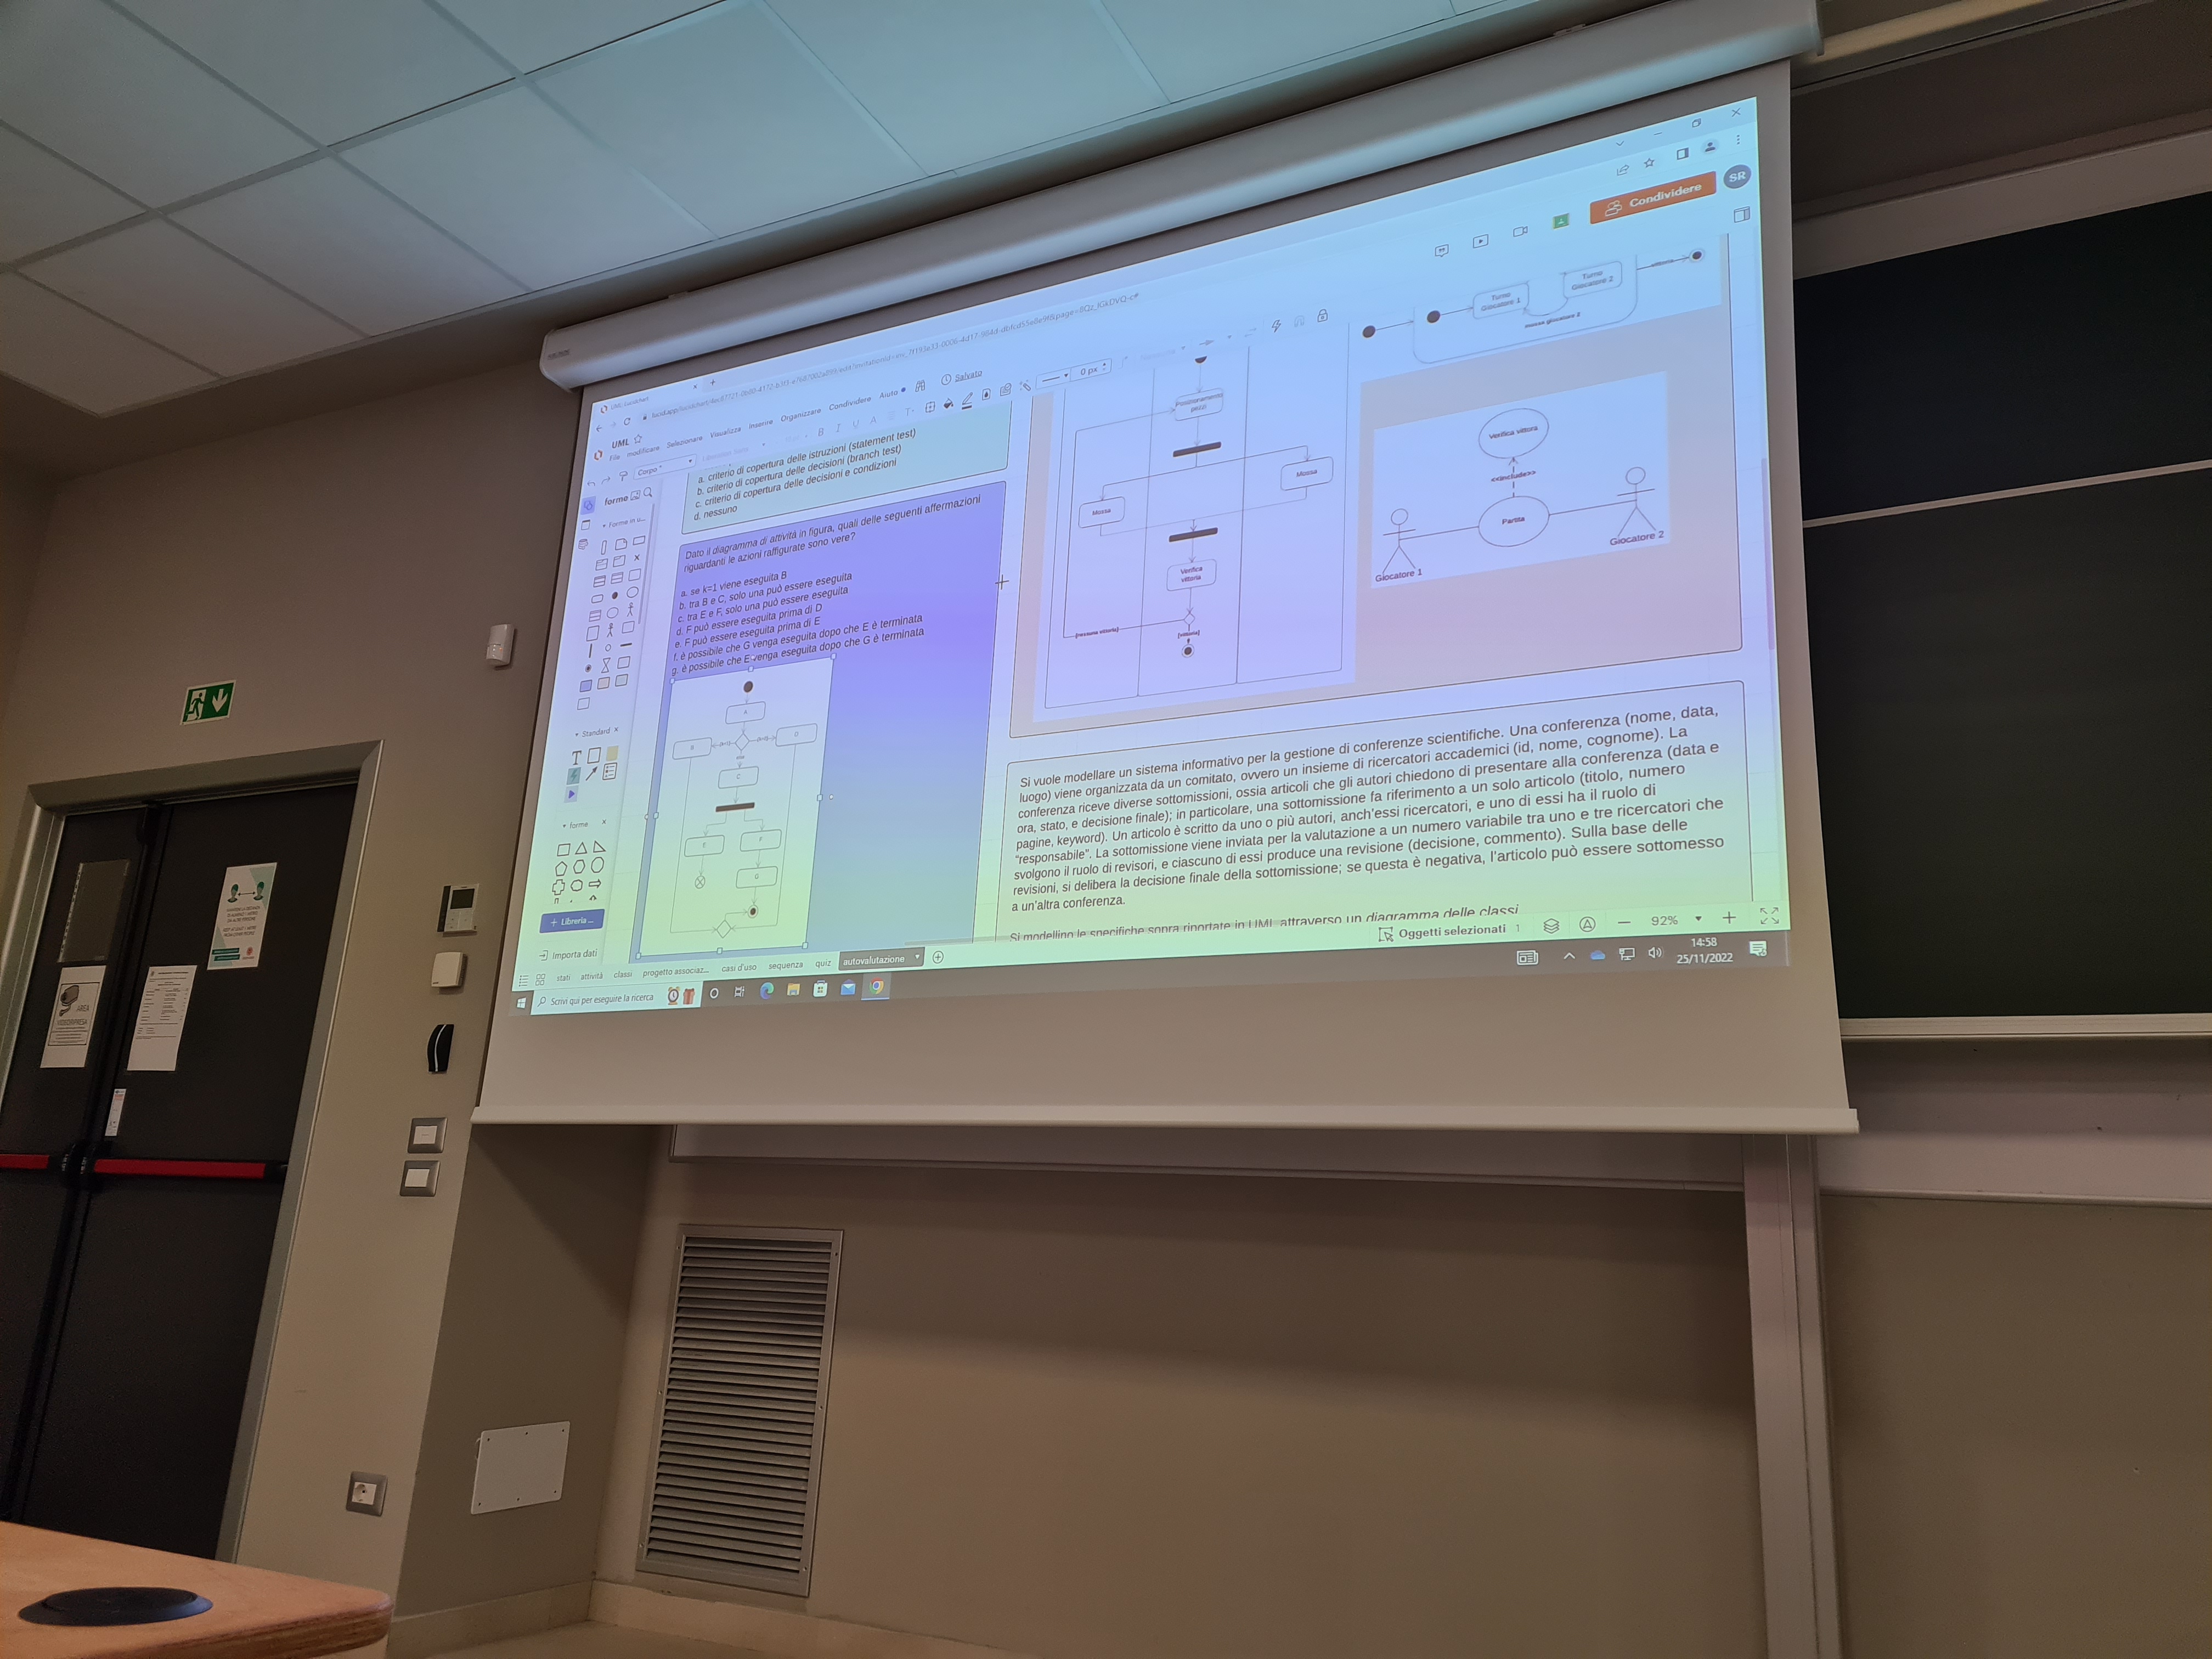 UML: Lucidchart
UML
File modificare Selezionare Visualizza Inserire Organizzare Condividere Aiuto Salvato
Condividere
SR
Corpo
0 px
forme
Forme in u...
Standard
forme
+ Libreria ...
Importa dati
a. criterio di copertura delle istruzioni (statement test)
b. criterio di copertura delle decisioni (branch test)
c. criterio di copertura delle decisioni e condizioni
d. nessuno
Dato il diagramma di attività in figura, quali delle seguenti affermazioni
riguardanti le azioni raffigurate sono vere?
a. se k=1 viene eseguita B
b. tra B e C, solo una può essere eseguita
c. tra E e F, solo una può essere eseguita
d. F può essere eseguita prima di D
e. F può essere eseguita prima di E
f. è possibile che G venga eseguita dopo che E è terminata
g. è possibile che E venga eseguita dopo che G è terminata
A
B
D
else
C
E
F
G
Posizionamento
pezzi
Mossa
Mossa
Verifica
vittoria
[nessuna vittoria]
[vittoria]
Turno
Giocatore 1
Turno
Giocatore 2
mossa giocatore 2
Verifica vittoria
<<include>>
Partita
Giocatore 1
Giocatore 2
Si vuole modellare un sistema informativo per la gestione di conferenze scientifiche. Una conferenza (nome, data,
luogo) viene organizzata da un comitato, ovvero un insieme di ricercatori accademici (id, nome, cognome). La
conferenza riceve diverse sottomissioni, ossia articoli che gli autori chiedono di presentare alla conferenza (data e
ora, stato, e decisione finale); in particolare, una sottomissione fa riferimento a un solo articolo (titolo, numero
pagine, keyword). Un articolo è scritto da uno o più autori, anch'essi ricercatori, e uno di essi ha il ruolo di
"responsabile". La sottomissione viene inviata per la valutazione a un numero variabile tra uno e tre ricercatori che
svolgono il ruolo di revisori, e ciascuno di essi produce una revisione (decisione, commento). Sulla base delle
revisioni, si delibera la decisione finale della sottomissione; se questa è negativa, l'articolo può essere sottomesso
a un'altra conferenza.
Si modellino le specifiche sopra riportate in UML attraverso un diagramma delle classi
Oggetti selezionati 1
92%
stati attività classi progetto associaz... casi d'uso sequenza quiz autovalutazione
Scrivi qui per eseguire la ricerca
14:58
25/11/2022
AREA
VIDEORIPRESA